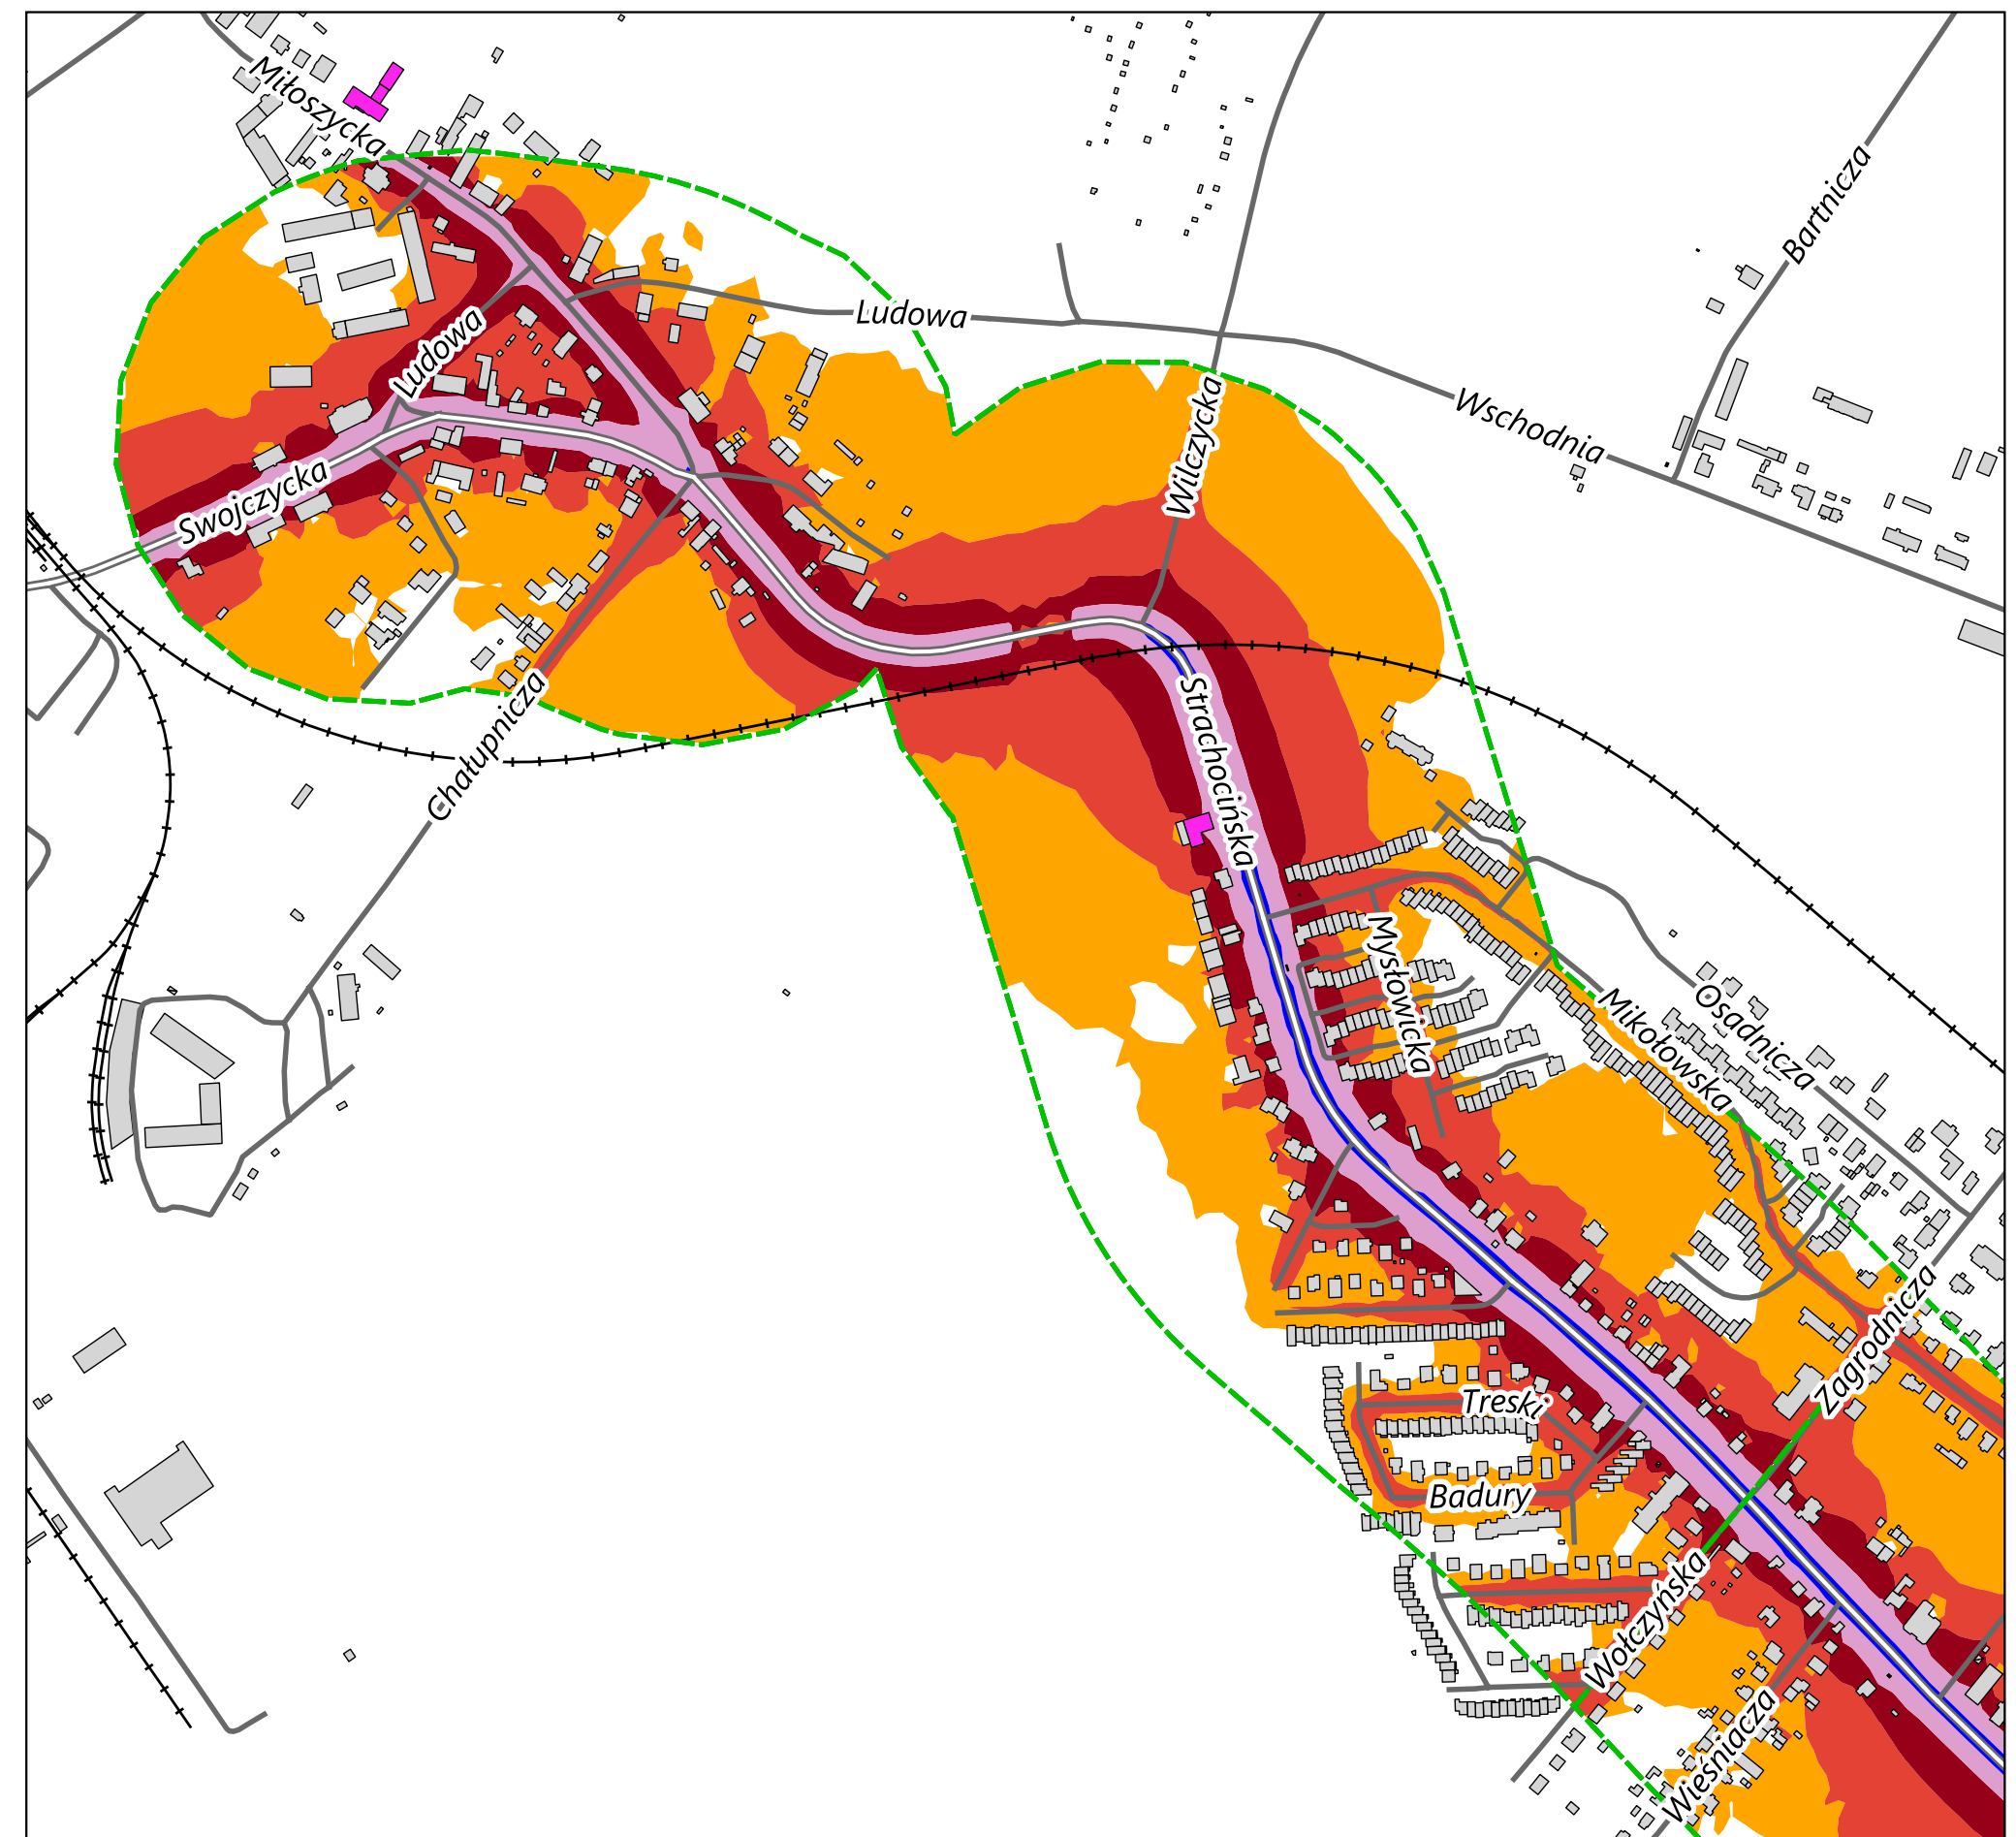 Miłoszycka
Bartnicza
Ludowa
Ludowa
Wilczycka
Wschodnia
Swojczycka
Chałupnicza
Strachocińska
Mysłowicka
Osadnicza
Mikołowska
Zagrodnicza
Treski
Badury
Wołczyńska
Wieśniacza